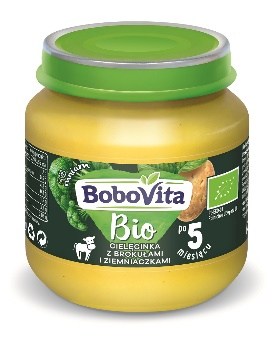 BoboVita
Bio
CIELĘCINKA
Z BROKUŁAMI
I ZIEMNIACZKAMI
po
5
miesiącu